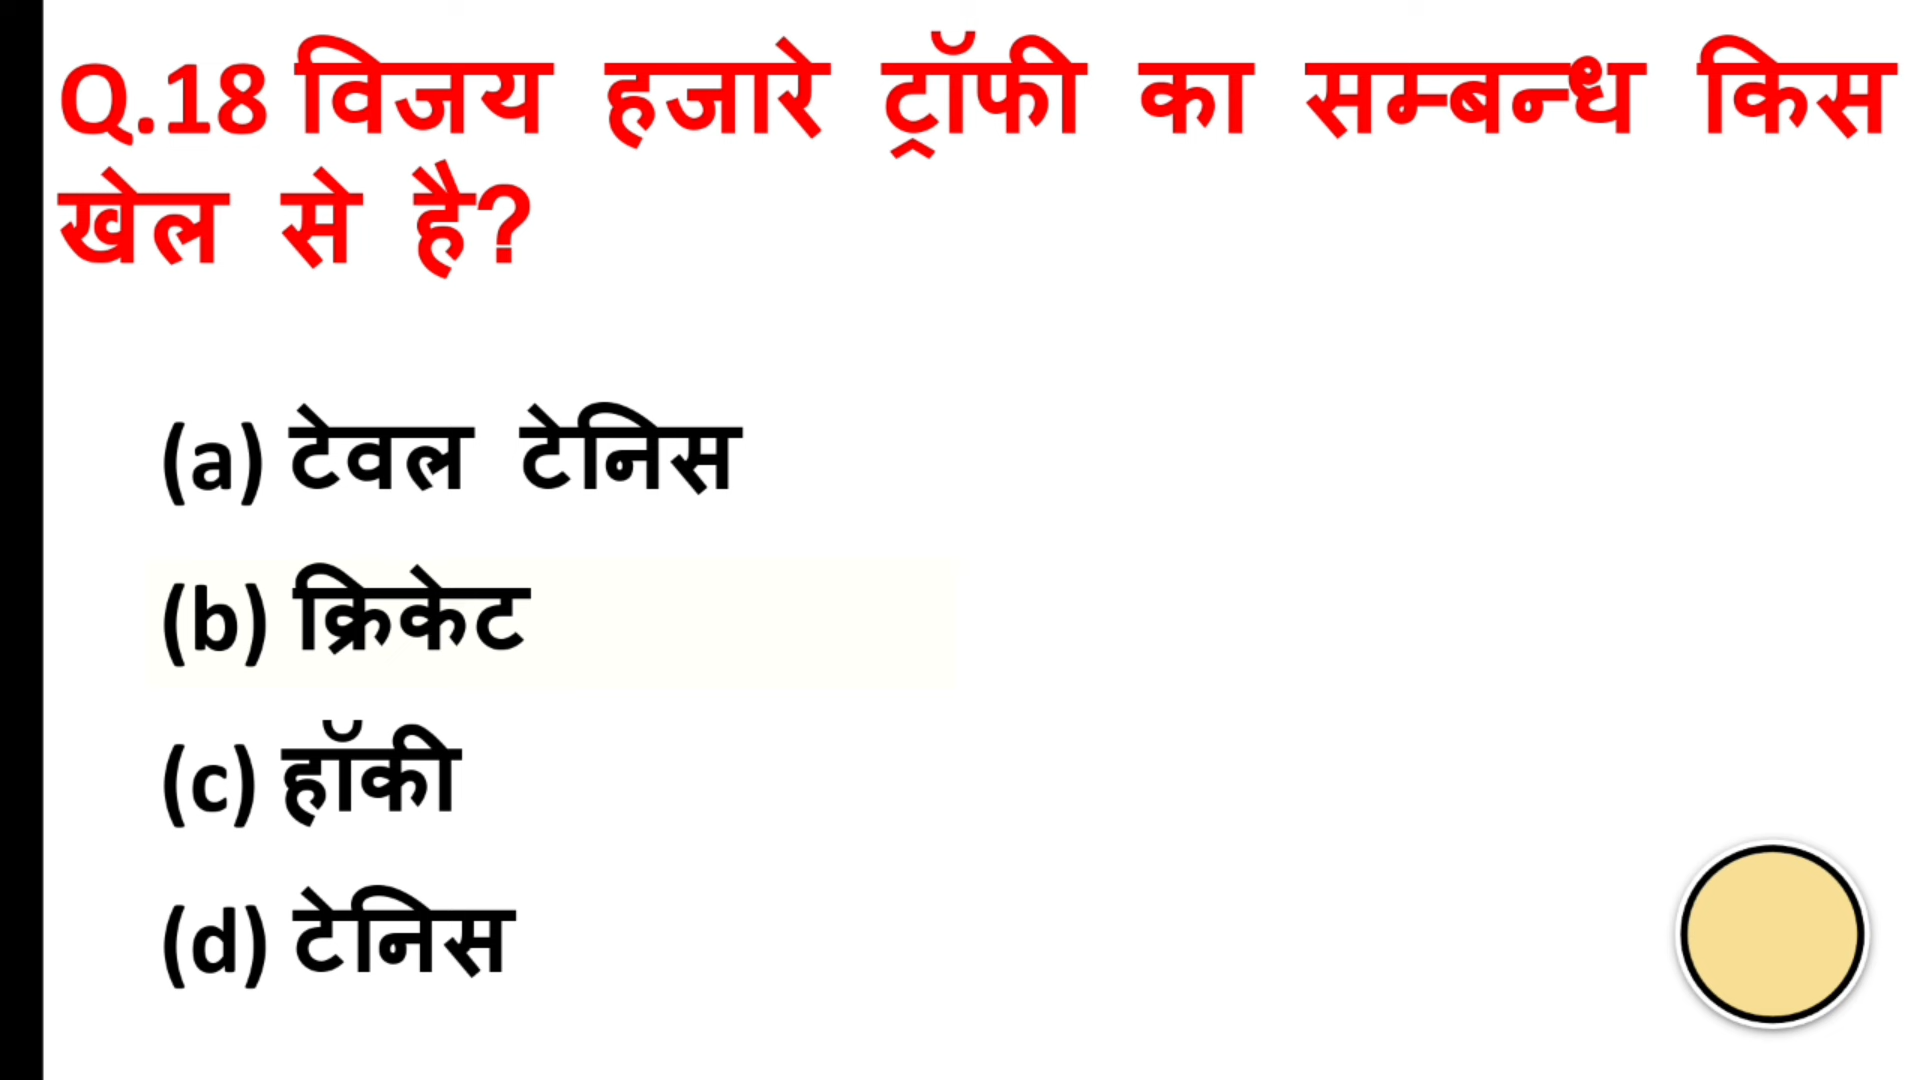 Q.18 विजय हजारे ट्रॉफी का सम्बन्ध किस
खेल से है?
(a) टेवल टेनिस
(b) क्रिकेट
(c) हॉकी
(d) टेनिस